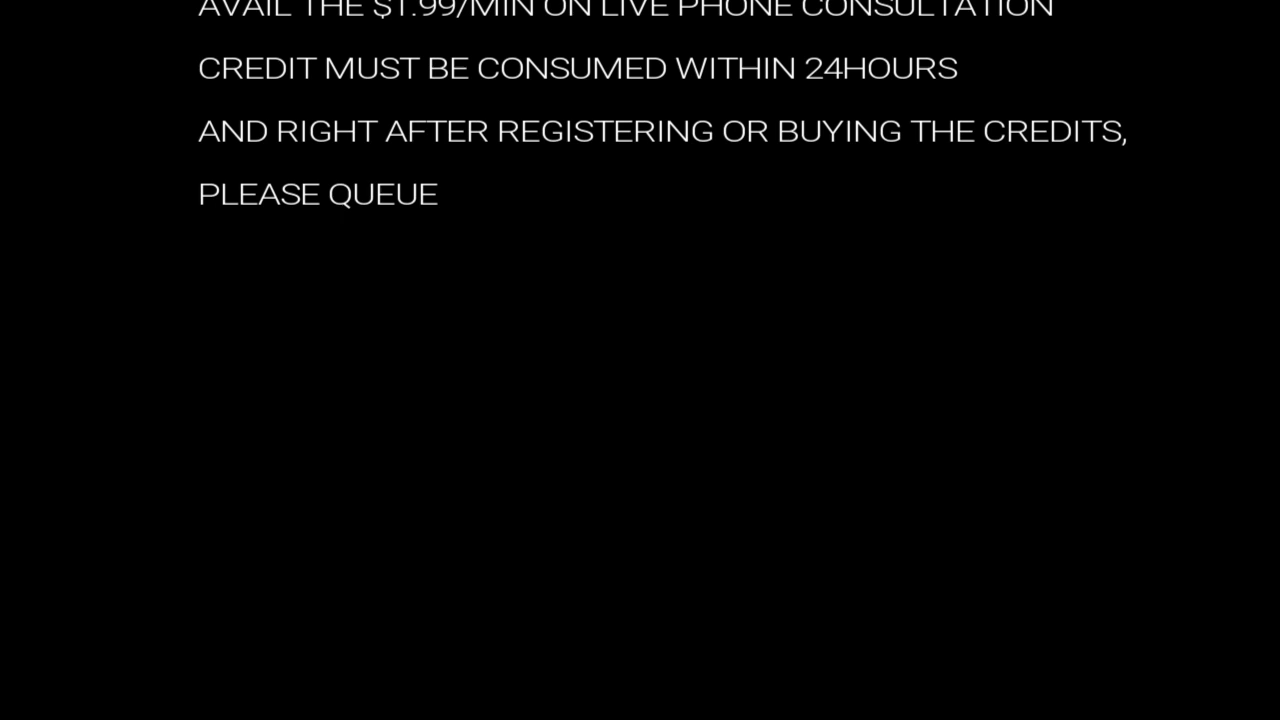 AVAIL THE $1.99/MIN ON LIVE PHONE CONSULTATION
CREDIT MUST BE CONSUMED WITHIN 24HOURS
AND RIGHT AFTER REGISTERING OR BUYING THE CREDITS,
PLEASE QUEUE